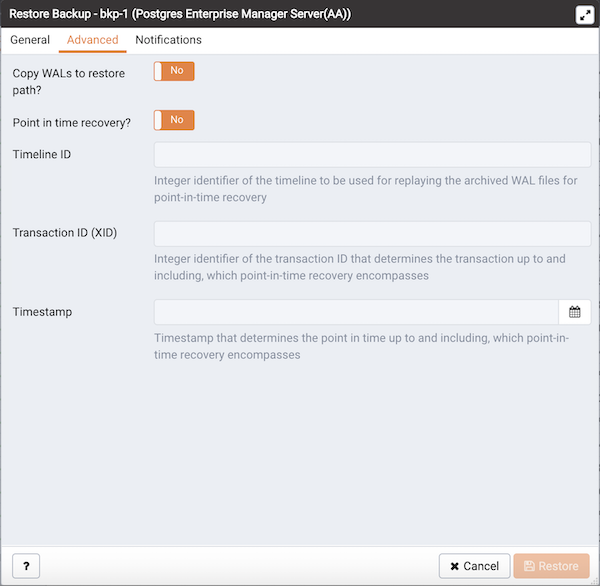 Restore Backup - bkp-1 (Postgres Enterprise Manager Server(AA))
General Advanced Notifications
Copy WALs to restore
path?
No
Point in time recovery?
No
Timeline ID
Integer identifier of the timeline to be used for replaying the archived WAL files for
point-in-time recovery
Transaction ID (XID)
Integer identifier of the transaction ID that determines the transaction up to and
including, which point-in-time recovery encompasses
Timestamp
Timestamp that determines the point in time up to and including, which point-in-
time recovery encompasses
? Cancel Restore